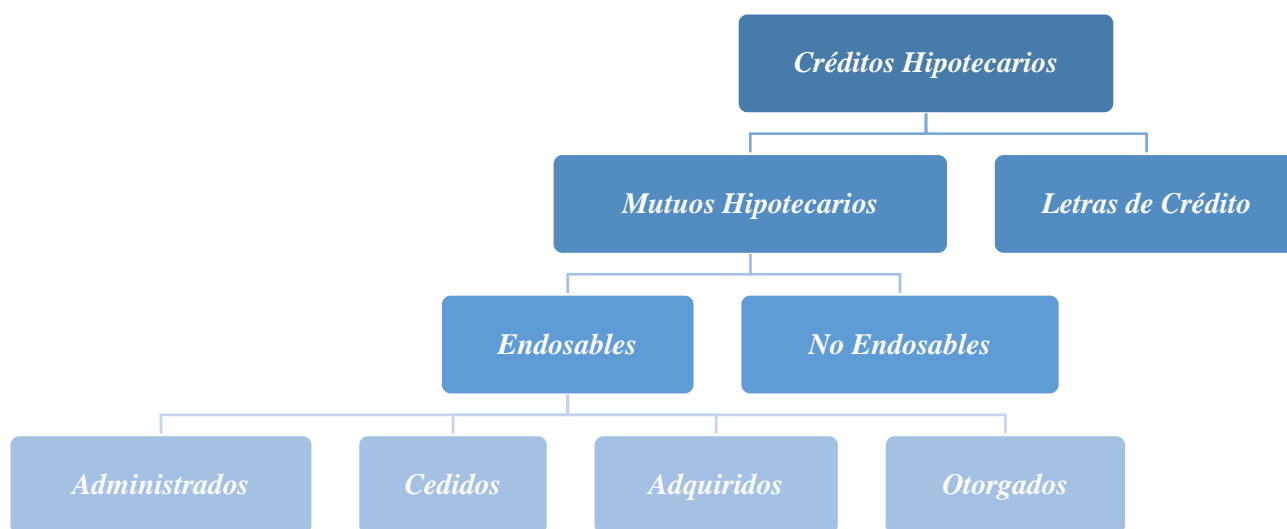 Créditos Hipotecarios
Mutuos Hipotecarios
Letras de Crédito
Endosables
No Endosables
Administrados
Cedidos
Adquiridos
Otorgados